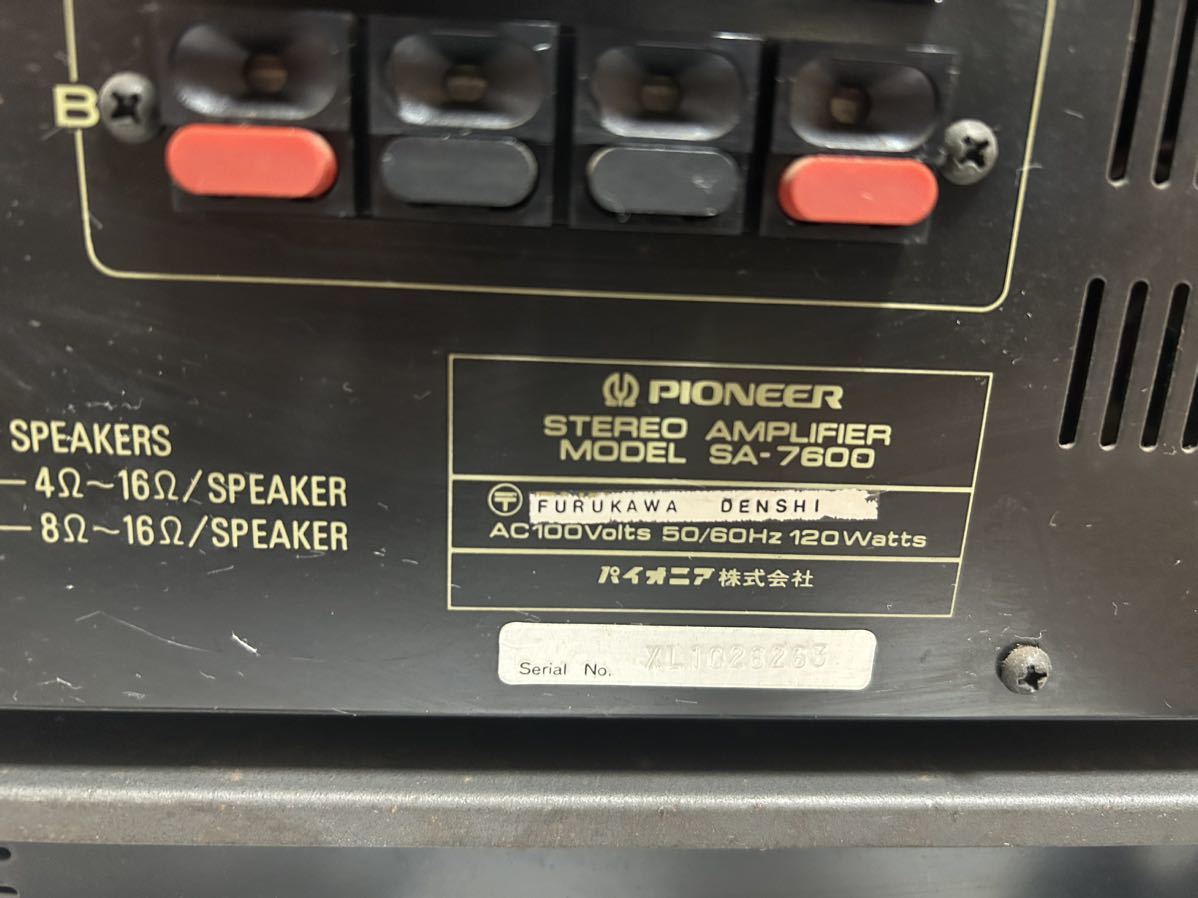 B
SPEAKERS
4Ω~16Ω/SPEAKER
8Ω~16Ω/SPEAKER
PIONEER
STEREO AMPLIFIER
MODEL SA-7600
〒 FURUKAWA DENSHI
AC100Volts 50/60Hz 120Watts
パイオニア株式会社
Serial No. XL1026263